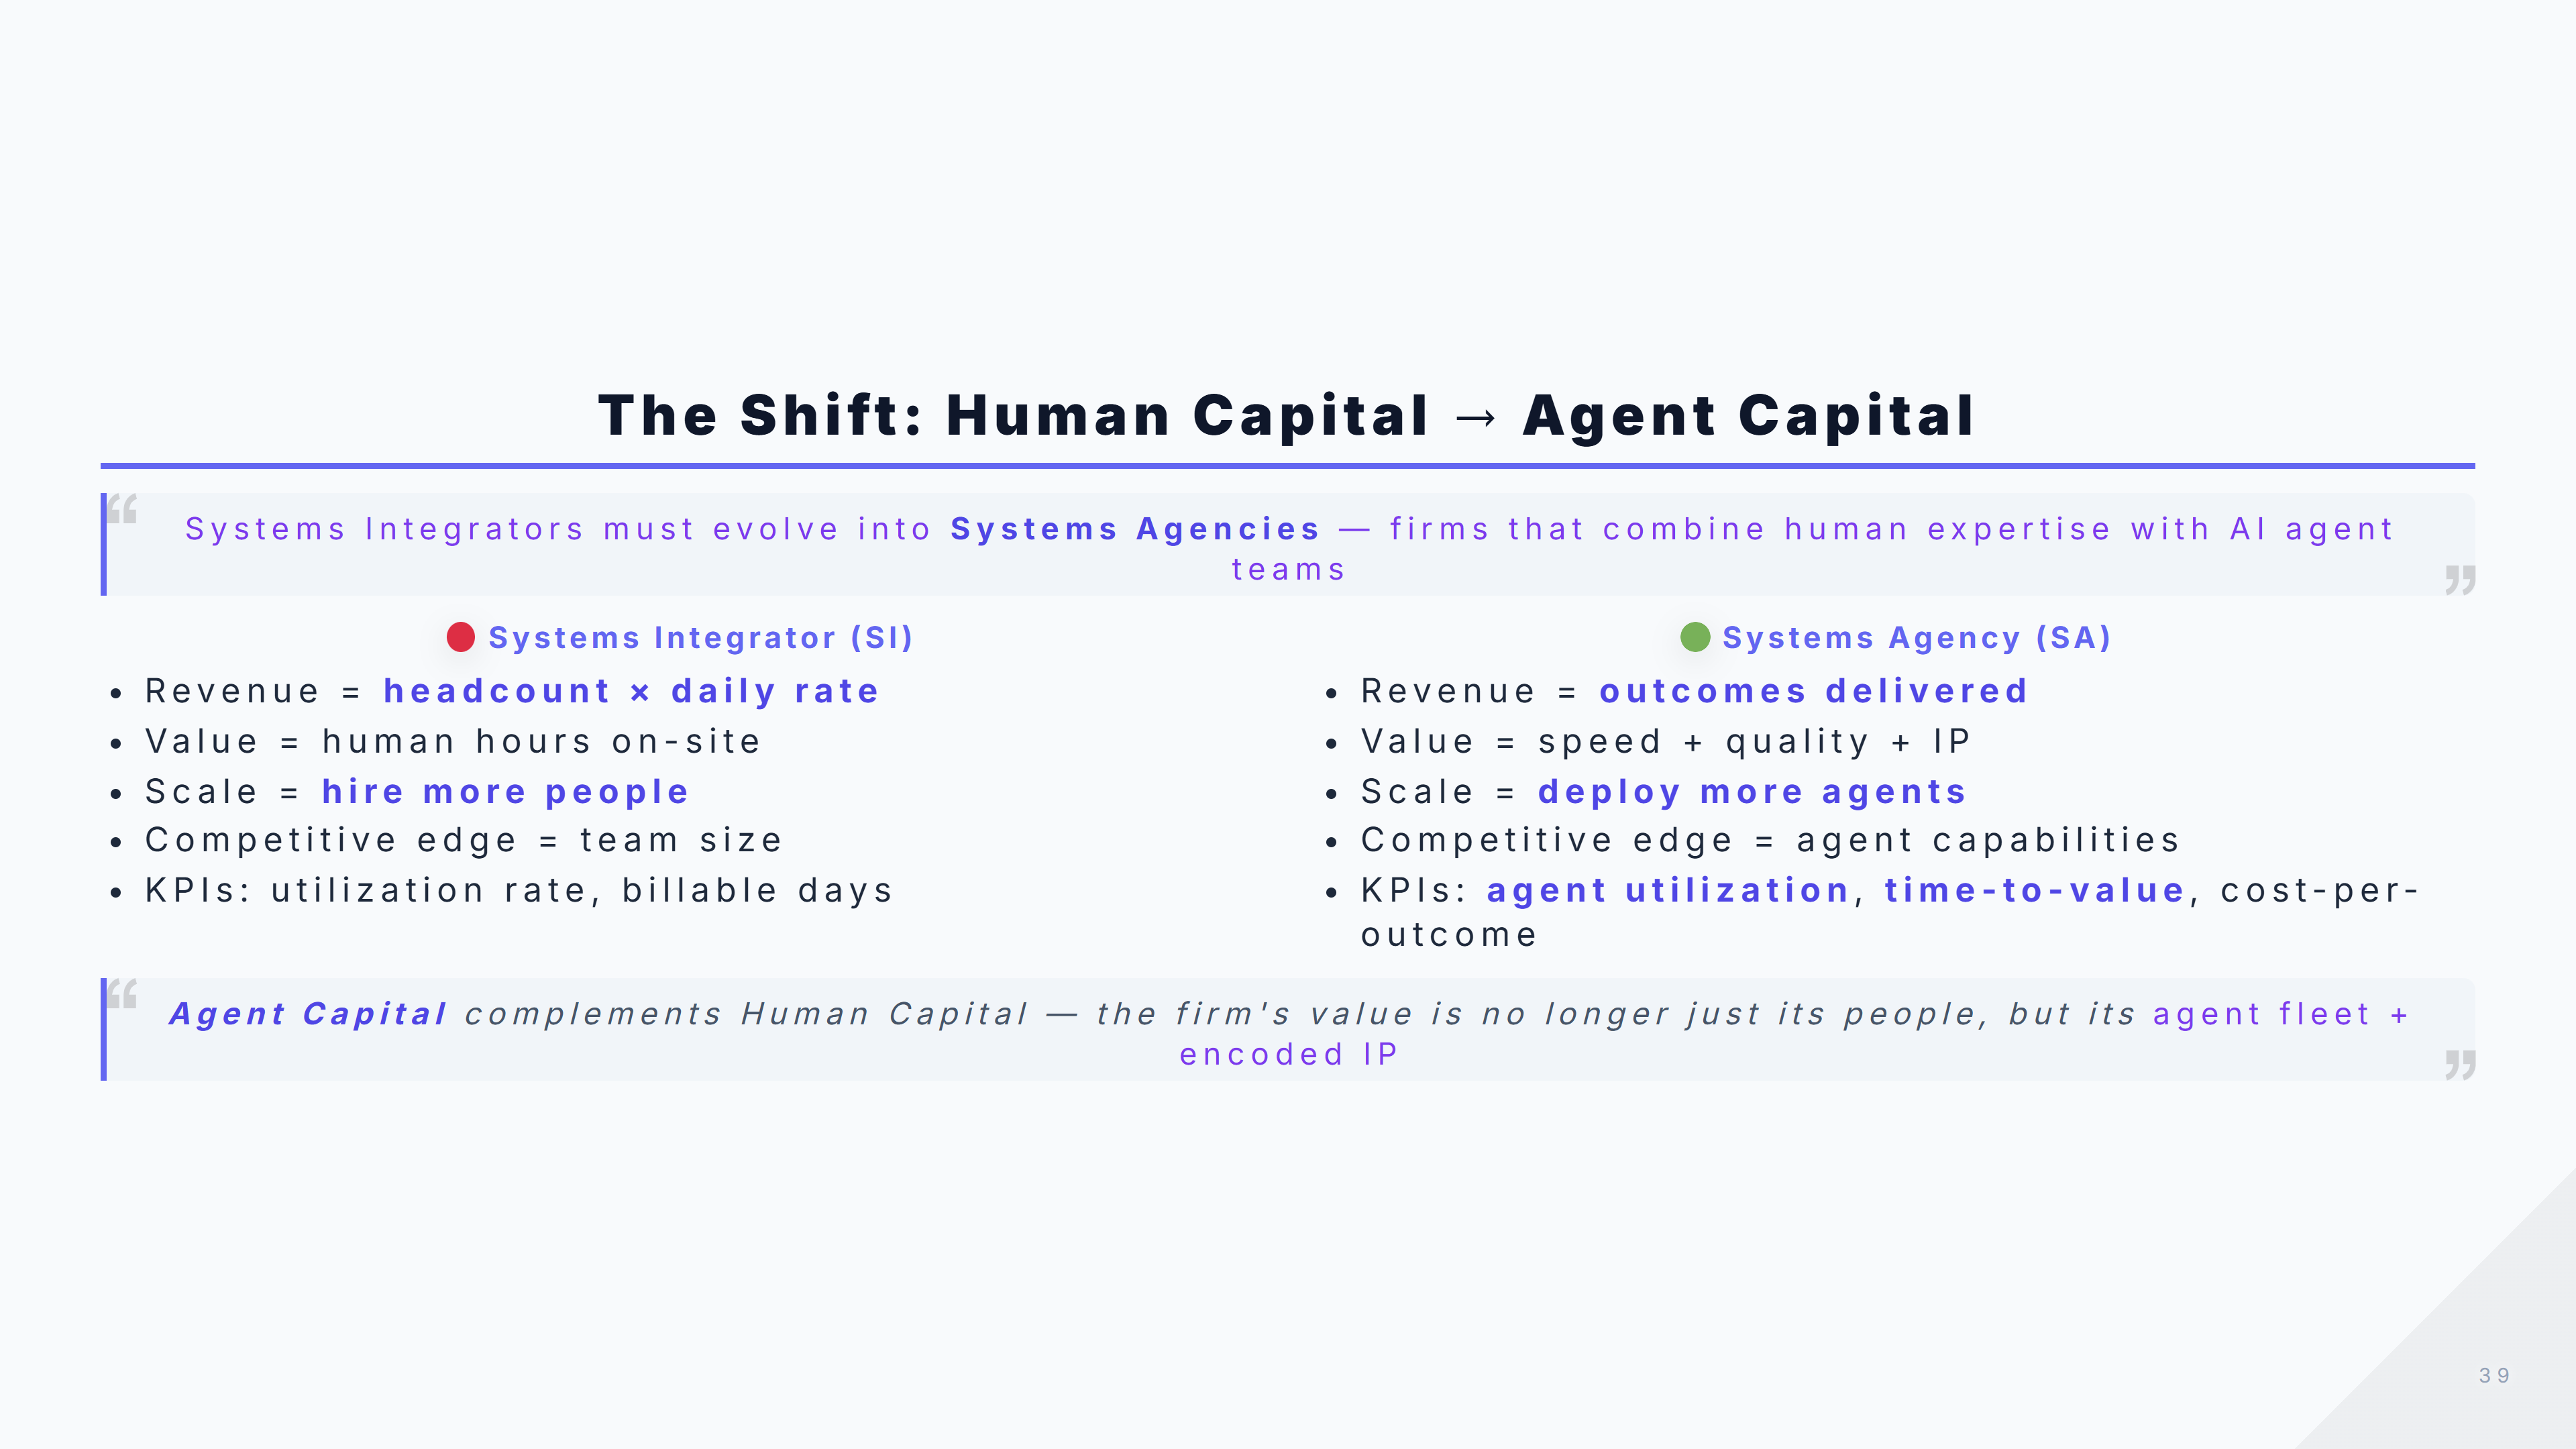 The Shift: Human Capital → Agent Capital
“
Systems Integrators must evolve into Systems Agencies — firms that combine human expertise with AI agent
teams
”
Systems Integrator (SI)
• Revenue = headcount × daily rate
• Value = human hours on-site
• Scale = hire more people
• Competitive edge = team size
• KPIs: utilization rate, billable days
Systems Agency (SA)
• Revenue = outcomes delivered
• Value = speed + quality + IP
• Scale = deploy more agents
• Competitive edge = agent capabilities
• KPIs: agent utilization, time-to-value, cost-per-
outcome
“
Agent Capital complements Human Capital — the firm's value is no longer just its people, but its agent fleet +
encoded IP
”
39